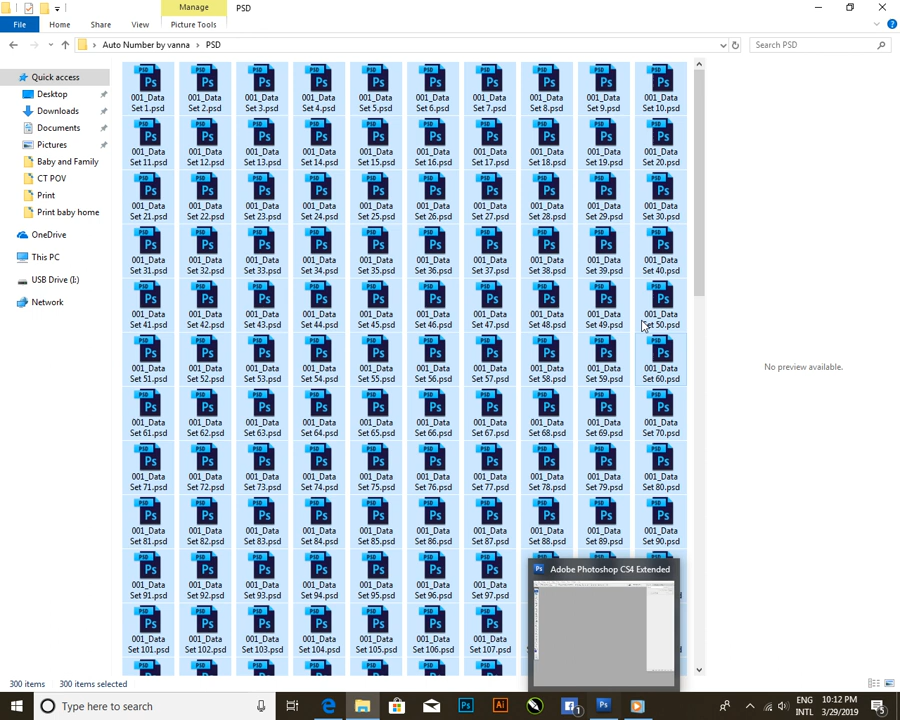 Manage
PSD
File
Home
Share
View
Picture Tools
Auto Number by vanna
PSD
Search PSD
Quick access
Desktop
Downloads
Documents
Pictures
Baby and Family
CT POV
Print
Print baby home
OneDrive
This PC
USB Drive (I:)
Network
001_Data 001_Data 001_Data 001_Data 001_Data 001_Data 001_Data 001_Data 001_Data 001_Data
Set 1.psd Set 2.psd Set 3.psd Set 4.psd Set 5.psd Set 6.psd Set 7.psd Set 8.psd Set 9.psd Set 10.psd
001_Data 001_Data 001_Data 001_Data 001_Data 001_Data 001_Data 001_Data 001_Data 001_Data
Set 11.psd Set 12.psd Set 13.psd Set 14.psd Set 15.psd Set 16.psd Set 17.psd Set 18.psd Set 19.psd Set 20.psd
001_Data 001_Data 001_Data 001_Data 001_Data 001_Data 001_Data 001_Data 001_Data 001_Data
Set 21.psd Set 22.psd Set 23.psd Set 24.psd Set 25.psd Set 26.psd Set 27.psd Set 28.psd Set 29.psd Set 30.psd
001_Data 001_Data 001_Data 001_Data 001_Data 001_Data 001_Data 001_Data 001_Data 001_Data
Set 31.psd Set 32.psd Set 33.psd Set 34.psd Set 35.psd Set 36.psd Set 37.psd Set 38.psd Set 39.psd Set 40.psd
001_Data 001_Data 001_Data 001_Data 001_Data 001_Data 001_Data 001_Data 001_Data 001_Data
Set 41.psd Set 42.psd Set 43.psd Set 44.psd Set 45.psd Set 46.psd Set 47.psd Set 48.psd Set 49.psd Set 50.psd
001_Data 001_Data 001_Data 001_Data 001_Data 001_Data 001_Data 001_Data 001_Data 001_Data
Set 51.psd Set 52.psd Set 53.psd Set 54.psd Set 55.psd Set 56.psd Set 57.psd Set 58.psd Set 59.psd Set 60.psd
001_Data 001_Data 001_Data 001_Data 001_Data 001_Data 001_Data 001_Data 001_Data 001_Data
Set 61.psd Set 62.psd Set 63.psd Set 64.psd Set 65.psd Set 66.psd Set 67.psd Set 68.psd Set 69.psd Set 70.psd
001_Data 001_Data 001_Data 001_Data 001_Data 001_Data 001_Data 001_Data 001_Data 001_Data
Set 71.psd Set 72.psd Set 73.psd Set 74.psd Set 75.psd Set 76.psd Set 77.psd Set 78.psd Set 79.psd Set 80.psd
001_Data 001_Data 001_Data 001_Data 001_Data 001_Data 001_Data 001_Data 001_Data 001_Data
Set 81.psd Set 82.psd Set 83.psd Set 84.psd Set 85.psd Set 86.psd Set 87.psd Set 88.psd Set 89.psd Set 90.psd
001_Data 001_Data 001_Data 001_Data 001_Data 001_Data 001_Data
Set 91.psd Set 92.psd Set 93.psd Set 94.psd Set 95.psd Set 96.psd Set 97.psd
001_Data 001_Data 001_Data 001_Data 001_Data 001_Data 001_Data
Set 101.psd Set 102.psd Set 103.psd Set 104.psd Set 105.psd Set 106.psd Set 107.psd
No preview available.
Adobe Photoshop CS4 Extended
300 items 300 items selected
Type here to search
ENG
INTL
10:12 PM
3/29/2019